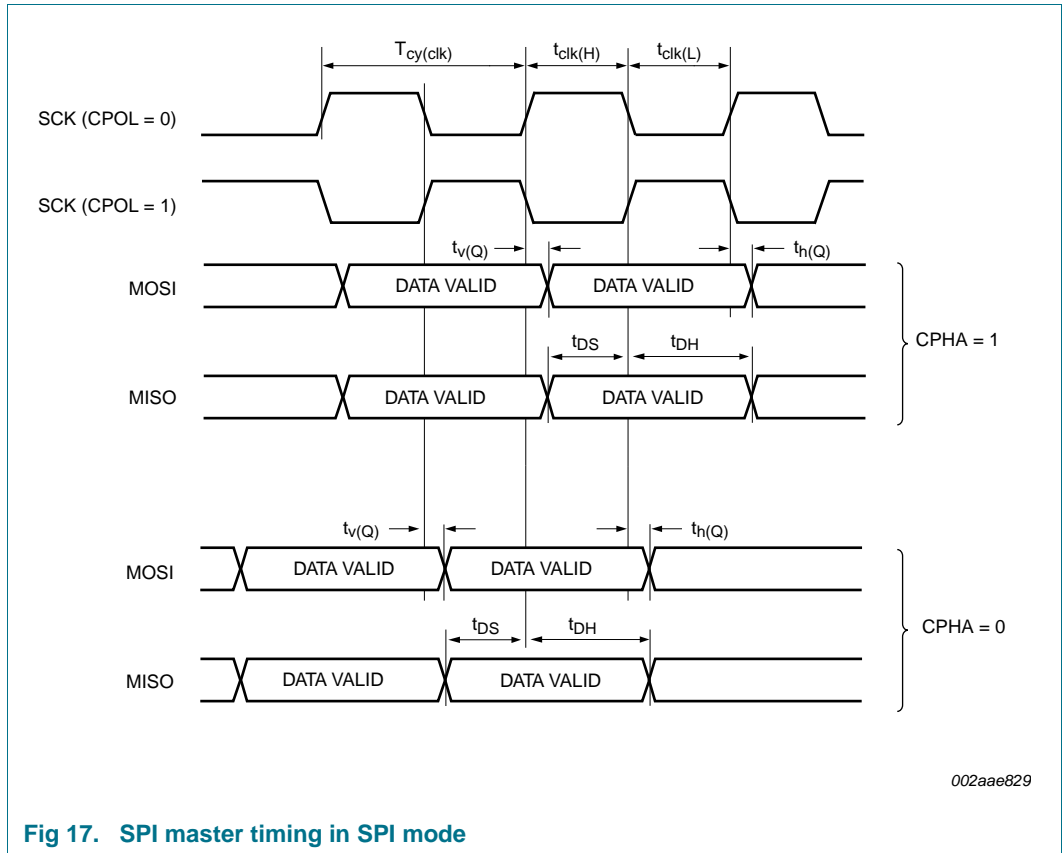 Tcy(clk) tclk(H) tclk(L)
SCK (CPOL = 0)
SCK (CPOL = 1)
tv(Q) th(Q)
MOSI DATA VALID DATA VALID
CPHA = 1
tDS tDH
MISO DATA VALID DATA VALID
tv(Q) th(Q)
MOSI DATA VALID DATA VALID
CPHA = 0
tDS tDH
MISO DATA VALID DATA VALID
002aae829
Fig 17. SPI master timing in SPI mode